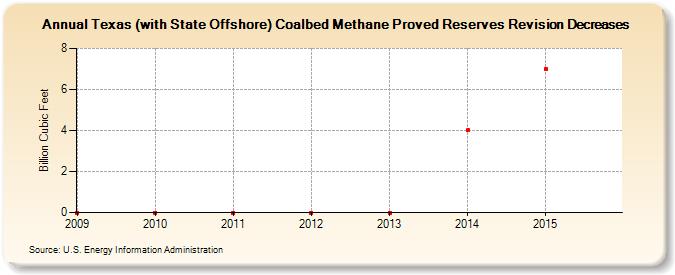 Annual Texas (with State Offshore) Coalbed Methane Proved Reserves Revision Decreases
Billion Cubic Feet
8
6
4
2
0
2009 2010 2011 2012 2013 2014 2015
Source: U.S. Energy Information Administration